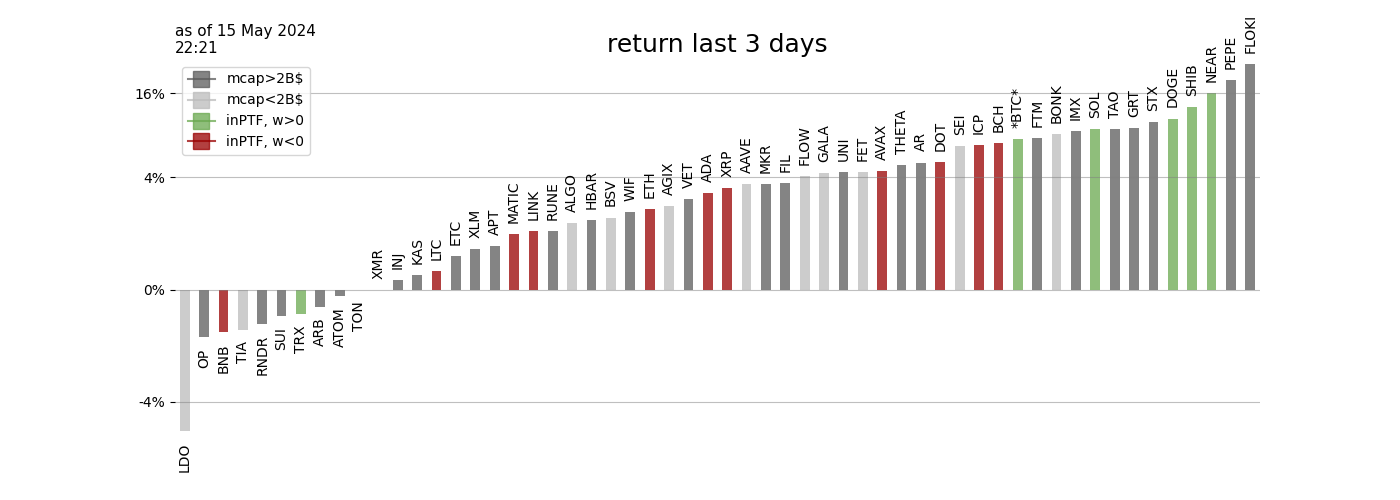 as of 15 May 2024
22:21
return last 3 days
mcap>2B$
mcap<2B$
inPTF, w>0
inPTF, w<0
16%
4%
0%
-4%
LDO
OP
BNB
TIA
RNDR
SUI
TRX
ARB
ATOM
TON
XMR
INJ
KAS
LTC
ETC
XLM
APT
MATIC
LINK
RUNE
ALGO
HBAR
BSV
WIF
ETH
AGIX
VET
ADA
XRP
AAVE
MKR
FIL
FLOW
GALA
UNI
FET
AVAX
THETA
AR
DOT
SEI
ICP
BCH
*BTC*
FTM
BONK
IMX
SOL
TAO
GRT
STX
DOGE
SHIB
NEAR
PEPE
FLOKI